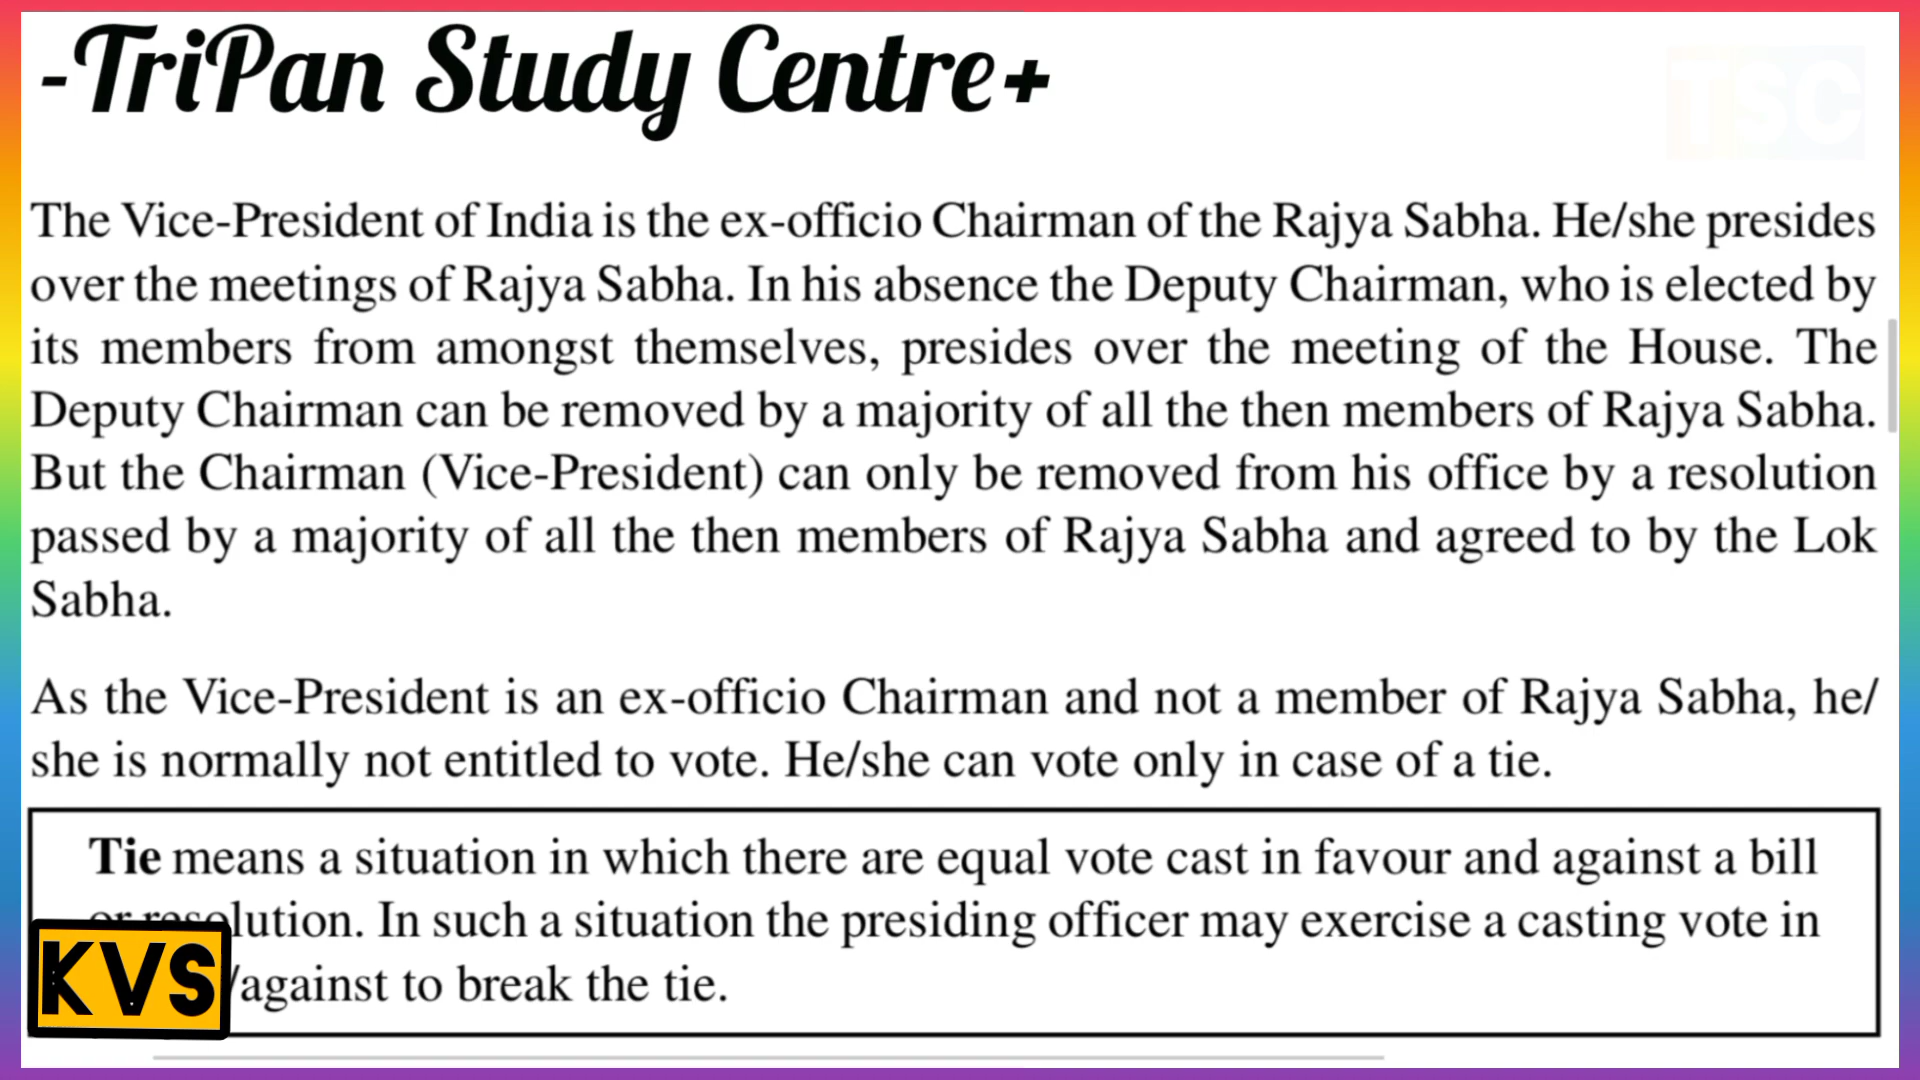 -TriPan Study Centre+
TSC
The Vice-President of India is the ex-officio Chairman of the Rajya Sabha. He/she presides
over the meetings of Rajya Sabha. In his absence the Deputy Chairman, who is elected by
its members from amongst themselves, presides over the meeting of the House. The
Deputy Chairman can be removed by a majority of all the then members of Rajya Sabha.
But the Chairman (Vice-President) can only be removed from his office by a resolution
passed by a majority of all the then members of Rajya Sabha and agreed to by the Lok
Sabha.
As the Vice-President is an ex-officio Chairman and not a member of Rajya Sabha, he/
she is normally not entitled to vote. He/she can vote only in case of a tie.
Tie means a situation in which there are equal vote cast in favour and against a bill
or resolution. In such a situation the presiding officer may exercise a casting vote in
/against to break the tie.
KVS